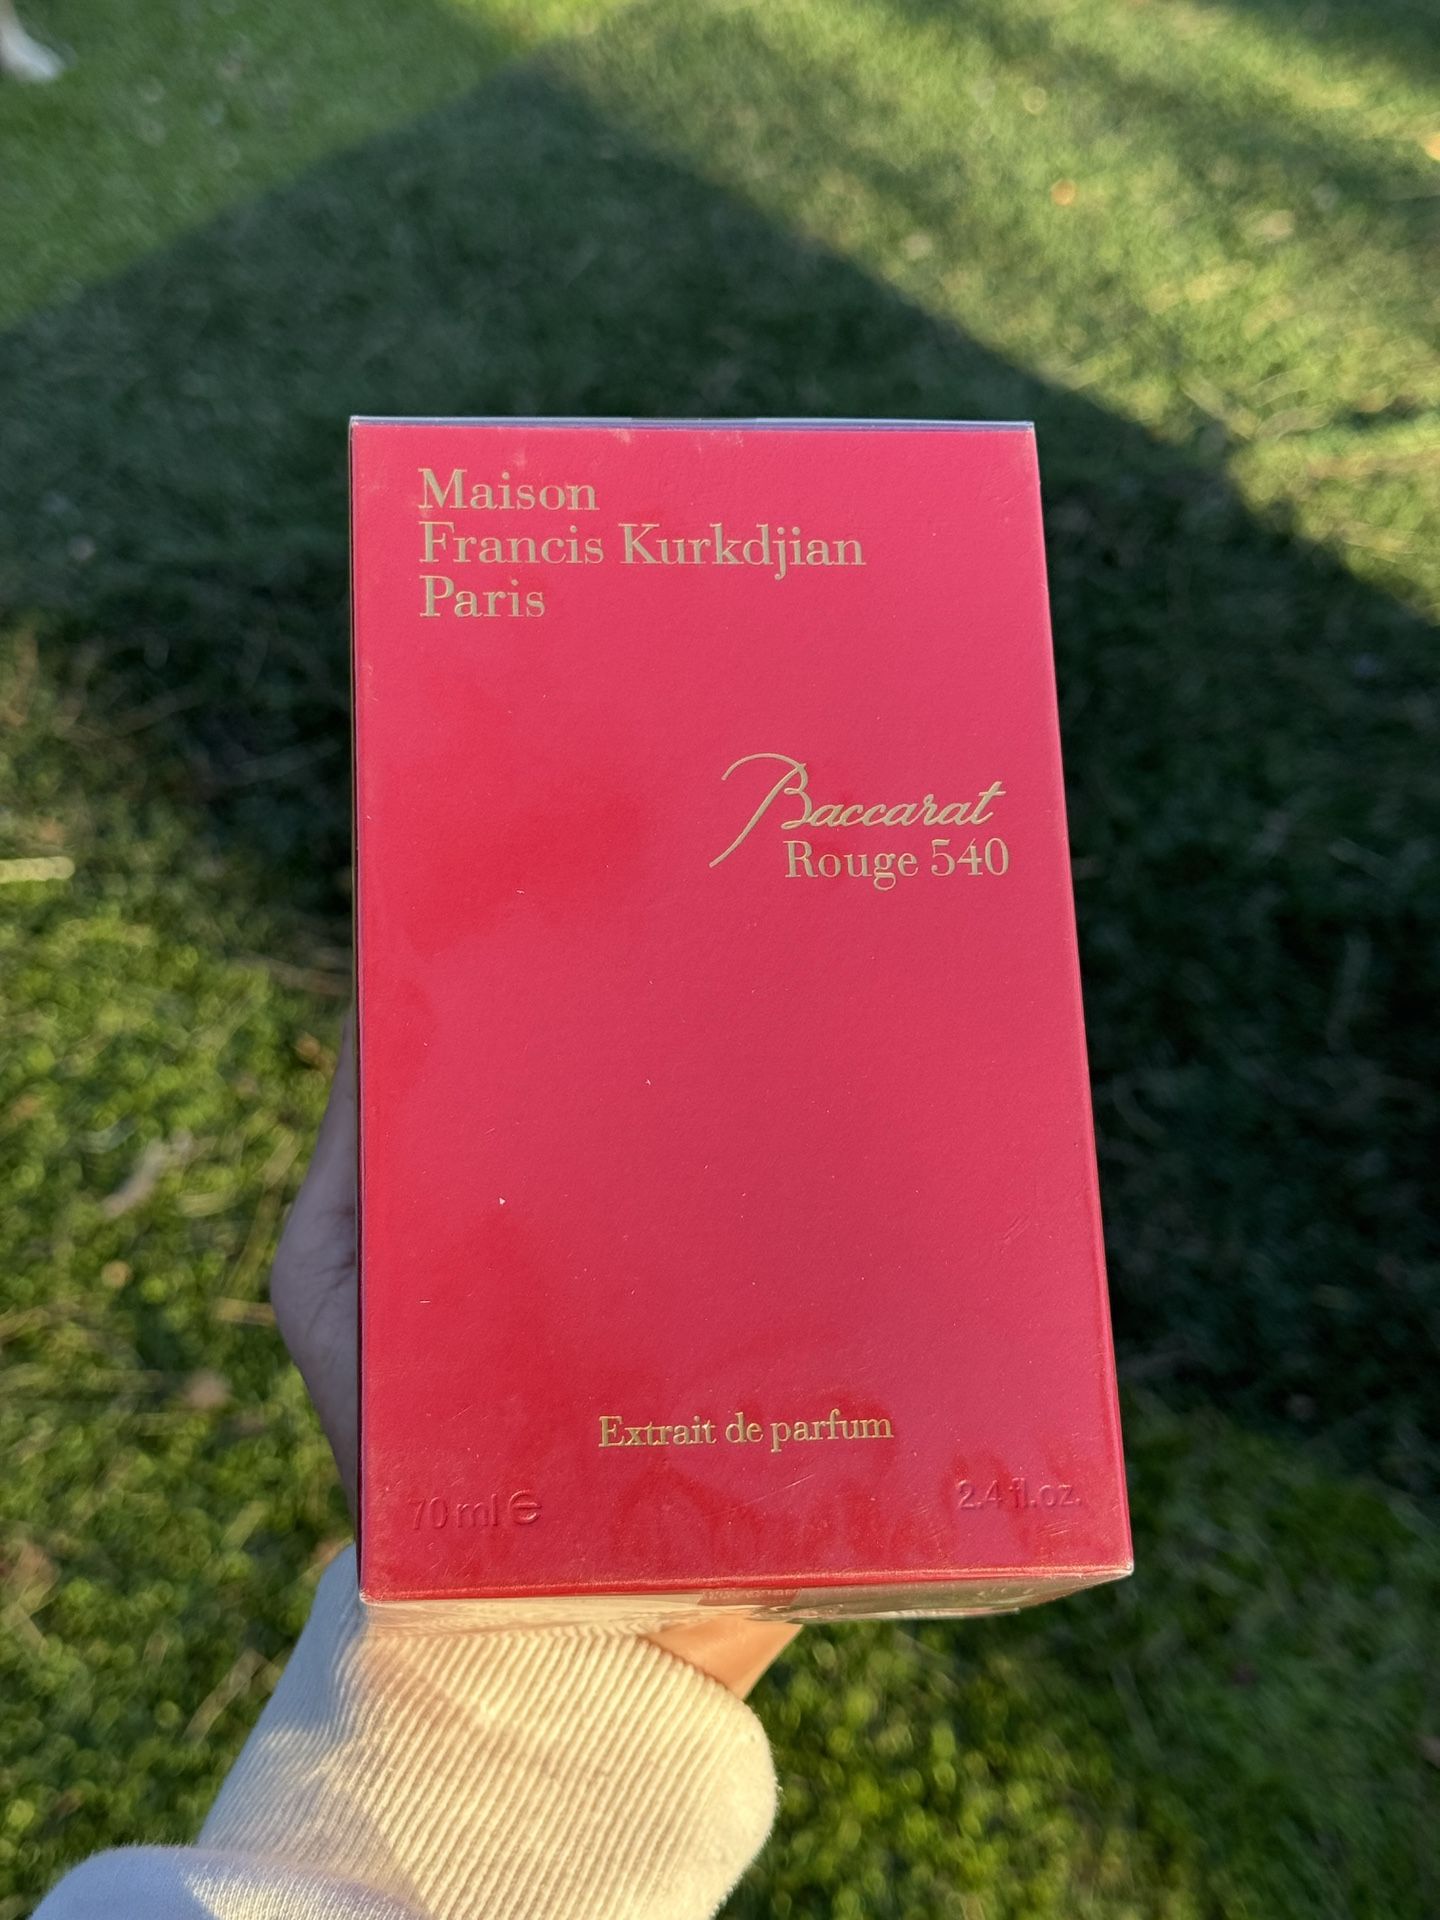 Maison
Francis Kurkdjian
Paris
Baccarat
Rouge 540
Extrait de parfum
70 ml ℮
2.4 fl.oz.